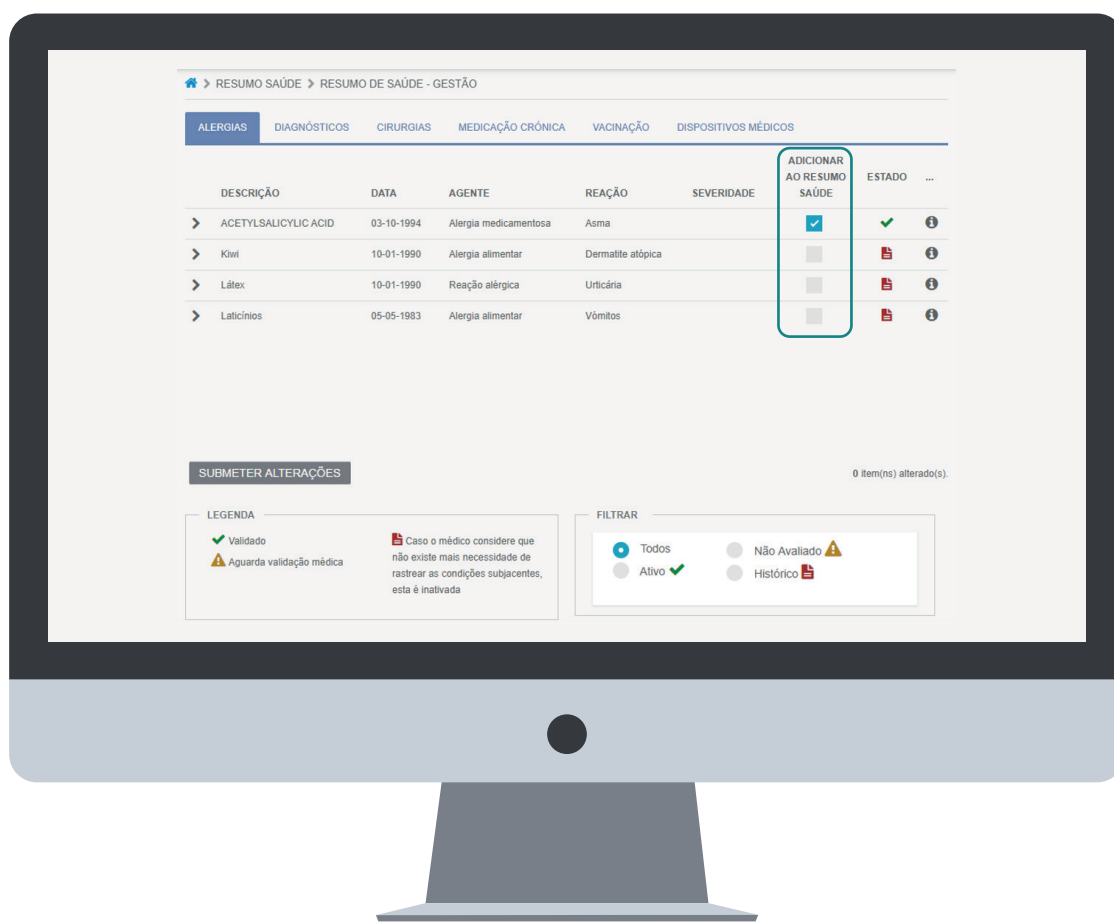 RESUMO SAÚDE > RESUMO DE SAÚDE - GESTÃO
ALERGIAS DIAGNÓSTICOS CIRURGIAS MEDICAÇÃO CRÓNICA VACINAÇÃO DISPOSITIVOS MÉDICOS
DESCRIÇÃO DATA AGENTE REAÇÃO SEVERIDADE ADICIONAR AO RESUMO SAÚDE ESTADO ...
ACETYLSALICYLIC ACID 03-10-1994 Alergia medicamentosa Asma
Kiwi 10-01-1990 Alergia alimentar Dermatite atópica
Látex 10-01-1990 Reação alérgica Urticária
Laticínios 05-05-1983 Alergia alimentar Vómitos
SUBMETER ALTERAÇÕES 0 item(ns) alterado(s).
LEGENDA
Validado
Aguarda validação médica
Caso o médico considere que
não existe mais necessidade de
rastrear as condições subjacentes,
esta é inativada
FILTRAR
Todos Não Avaliado
Ativo Histórico